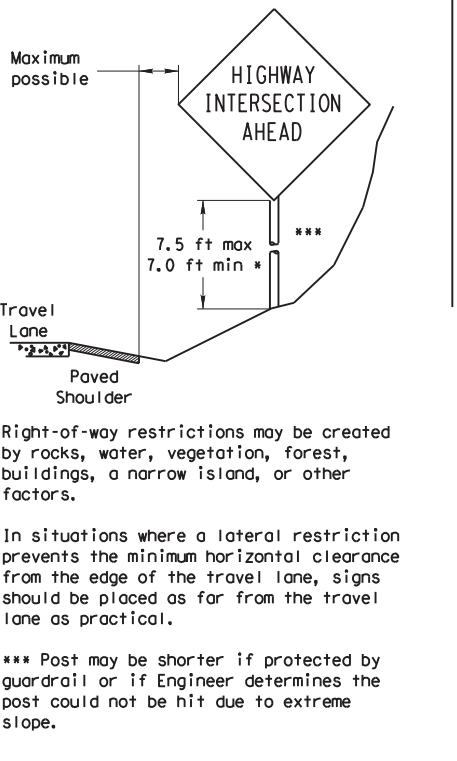 Maximum
possible
HIGHWAY
INTERSECTION
AHEAD
***
7.5 ft max
7.0 ft min *
Travel
Lane
Paved
Shoulder
Right-of-way restrictions may be created
by rocks, water, vegetation, forest,
buildings, a narrow island, or other
factors.
In situations where a lateral restriction
prevents the minimum horizontal clearance
from the edge of the travel lane, signs
should be placed as far from the travel
lane as practical.
*** Post may be shorter if protected by
guardrail or if Engineer determines the
post could not be hit due to extreme
slope.